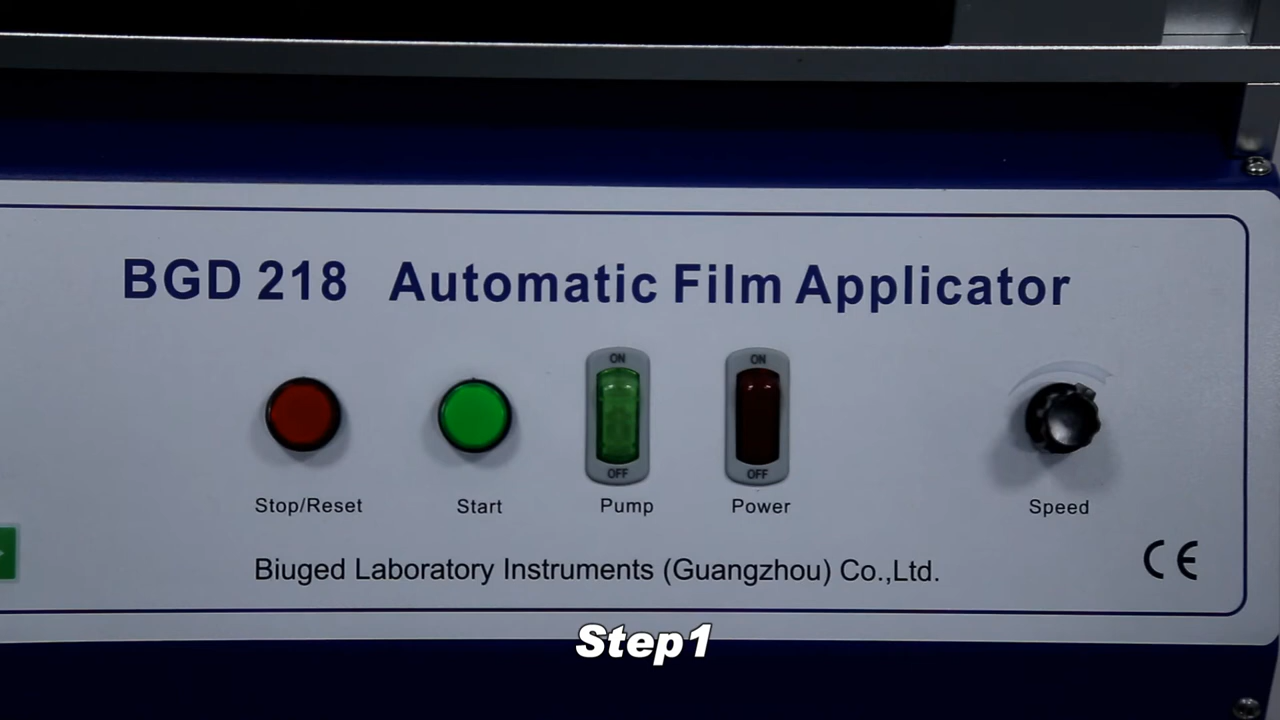 BGD 218 Automatic Film Applicator
ON
ON
OFF
OFF
Stop/Reset
Start
Pump
Power
Speed
Biuged Laboratory Instruments (Guangzhou) Co.,Ltd.
CE
Step1